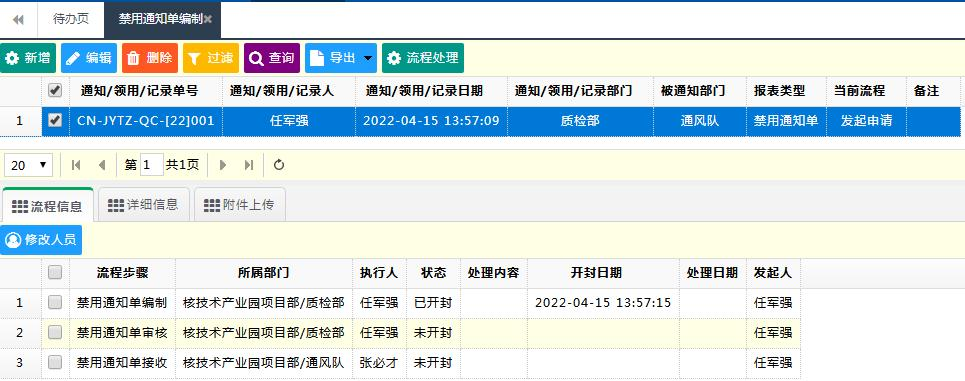 待办页 禁用通知单编制
新增 编辑 删除 过滤 查询 导出 流程处理
通知/领用/记录单号 通知/领用/记录人 通知/领用/记录日期 通知/领用/记录部门 被通知部门 报表类型 当前流程 备注
1 CN-JYTZ-QC-[22]001 任军强 2022-04-15 13:57:09 质检部 通风队 禁用通知单 发起申请
20 第 1 共1页
流程信息 详细信息 附件上传
修改人员
流程步骤 所属部门 执行人 状态 处理内容 开封日期 处理日期 发起人
1 禁用通知单编制 核技术产业园项目部/质检部 任军强 已开封 2022-04-15 13:57:15 任军强
2 禁用通知单审核 核技术产业园项目部/质检部 任军强 未开封 任军强
3 禁用通知单接收 核技术产业园项目部/通风队 张必才 未开封 任军强